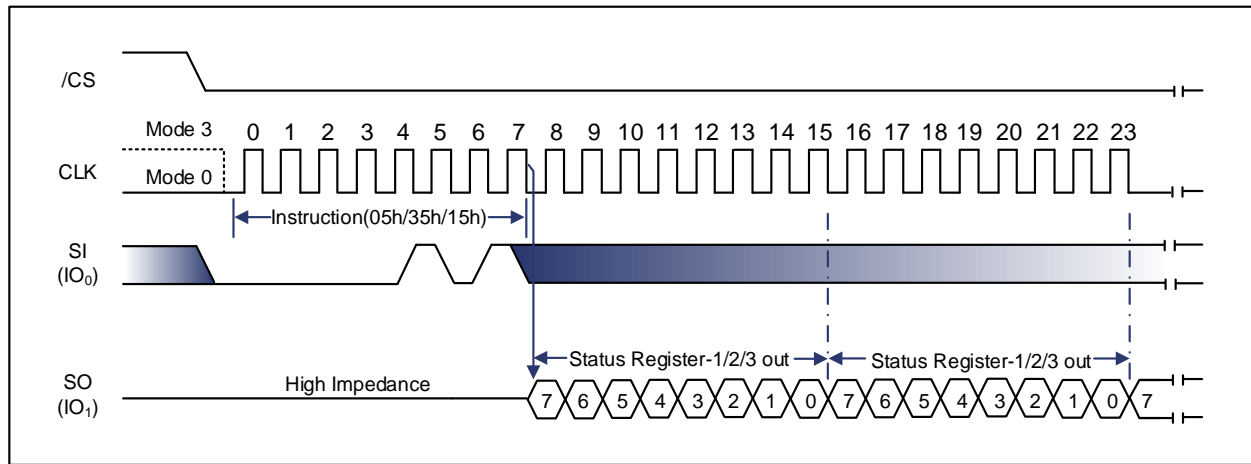 /CS
Mode 3
0 1 2 3 4 5 6 7 8 9 10 11 12 13 14 15 16 17 18 19 20 21 22 23
CLK
Mode 0
Instruction(05h/35h/15h)
SI
(IO0)
Status Register-1/2/3 out Status Register-1/2/3 out
SO
(IO1)
High Impedance
7 6 5 4 3 2 1 0 7 6 5 4 3 2 1 0 7